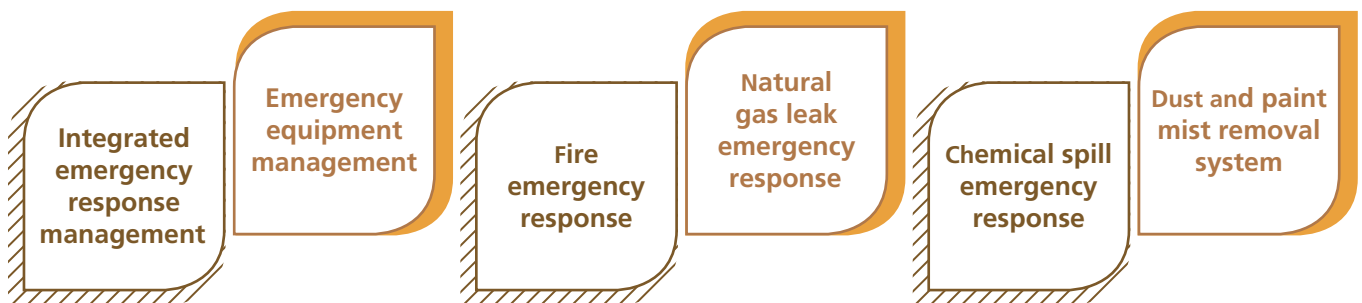 Integrated
emergency
response
management
Emergency
equipment
management
Fire
emergency
response
Natural
gas leak
emergency
response
Chemical spill
emergency
response
Dust and paint
mist removal
system